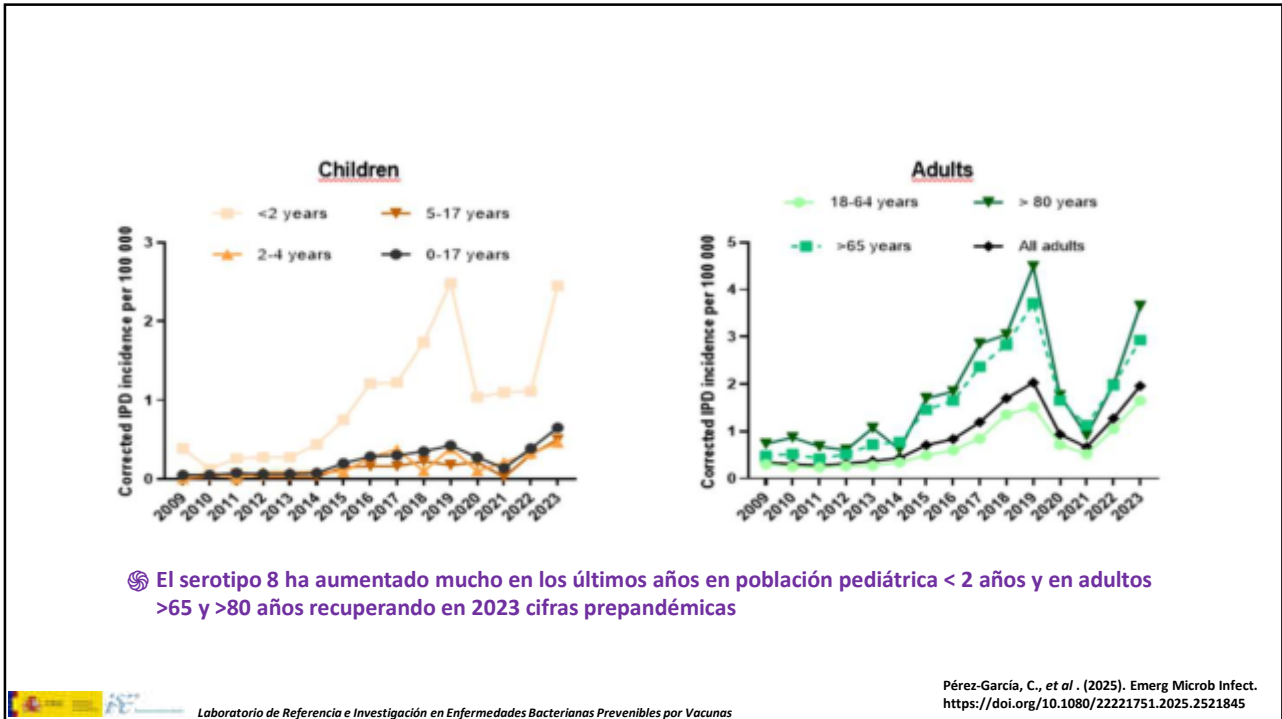 Children
<2 years
5-17 years
2-4 years
0-17 years
Corrected IPD incidence per 100 000
3
2
1
0
2009
2010
2011
2012
2013
2014
2015
2016
2017
2018
2019
2020
2021
2022
2023
Adults
18-64 years
> 80 years
>65 years
All adults
Corrected IPD incidence per 100 000
5
4
3
2
1
0
2009
2010
2011
2012
2013
2014
2015
2016
2017
2018
2019
2020
2021
2022
2023
El serotipo 8 ha aumentado mucho en los últimos años en población pediátrica < 2 años y en adultos
>65 y >80 años recuperando en 2023 cifras prepandémicas
Pérez-García, C., et al . (2025). Emerg Microb Infect.
https://doi.org/10.1080/22221751.2025.2521845
Laboratorio de Referencia e Investigación en Enfermedades Bacterianas Prevenibles por Vacunas